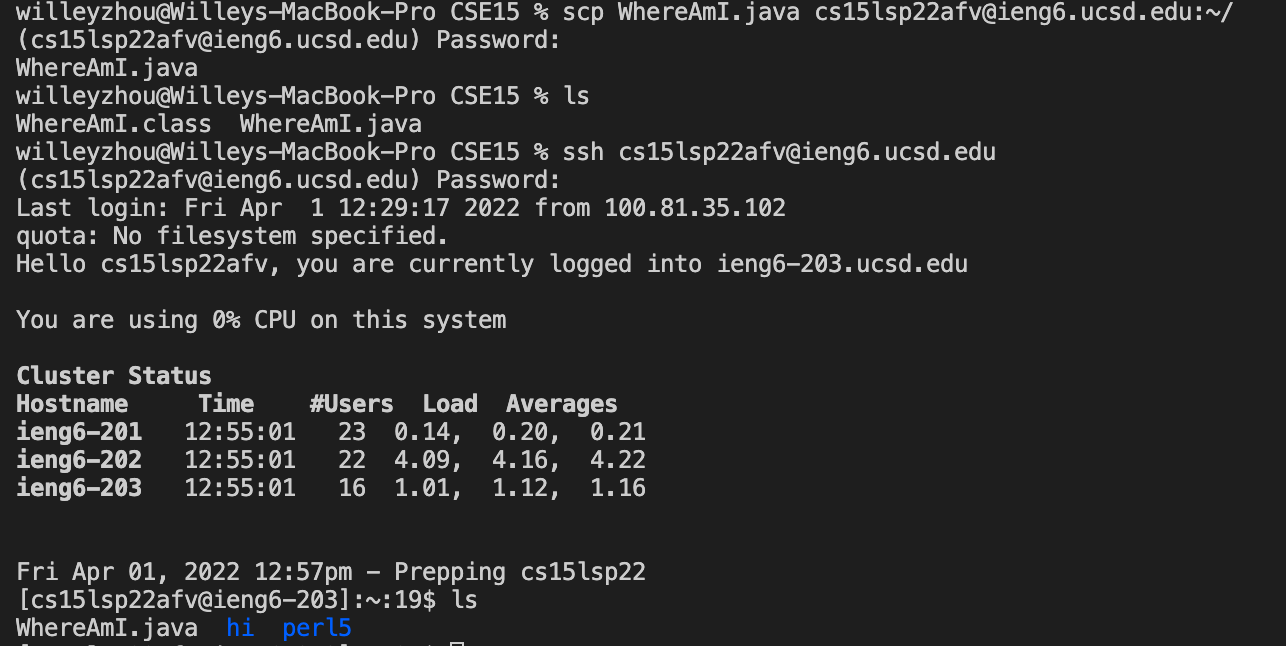 willeyzhou@Willeys-MacBook-Pro CSE15 % scp WhereAmI.java cs15lsp22afv@ieng6.ucsd.edu:~/
(cs15lsp22afv@ieng6.ucsd.edu) Password:
WhereAmI.java
willeyzhou@Willeys-MacBook-Pro CSE15 % ls
WhereAmI.class  WhereAmI.java
willeyzhou@Willeys-MacBook-Pro CSE15 % ssh cs15lsp22afv@ieng6.ucsd.edu
(cs15lsp22afv@ieng6.ucsd.edu) Password:
Last login: Fri Apr  1 12:29:17 2022 from 100.81.35.102
quota: No filesystem specified.
Hello cs15lsp22afv, you are currently logged into ieng6-203.ucsd.edu
You are using 0% CPU on this system
Cluster Status
Hostname     Time    #Users  Load  Averages
ieng6-201   12:55:01   23  0.14,  0.20,  0.21
ieng6-202   12:55:01   22  4.09,  4.16,  4.22
ieng6-203   12:55:01   16  1.01,  1.12,  1.16
Fri Apr 01, 2022 12:57pm - Prepping cs15lsp22
[cs15lsp22afv@ieng6-203]:~:19$ ls
WhereAmI.java  hi  perl5